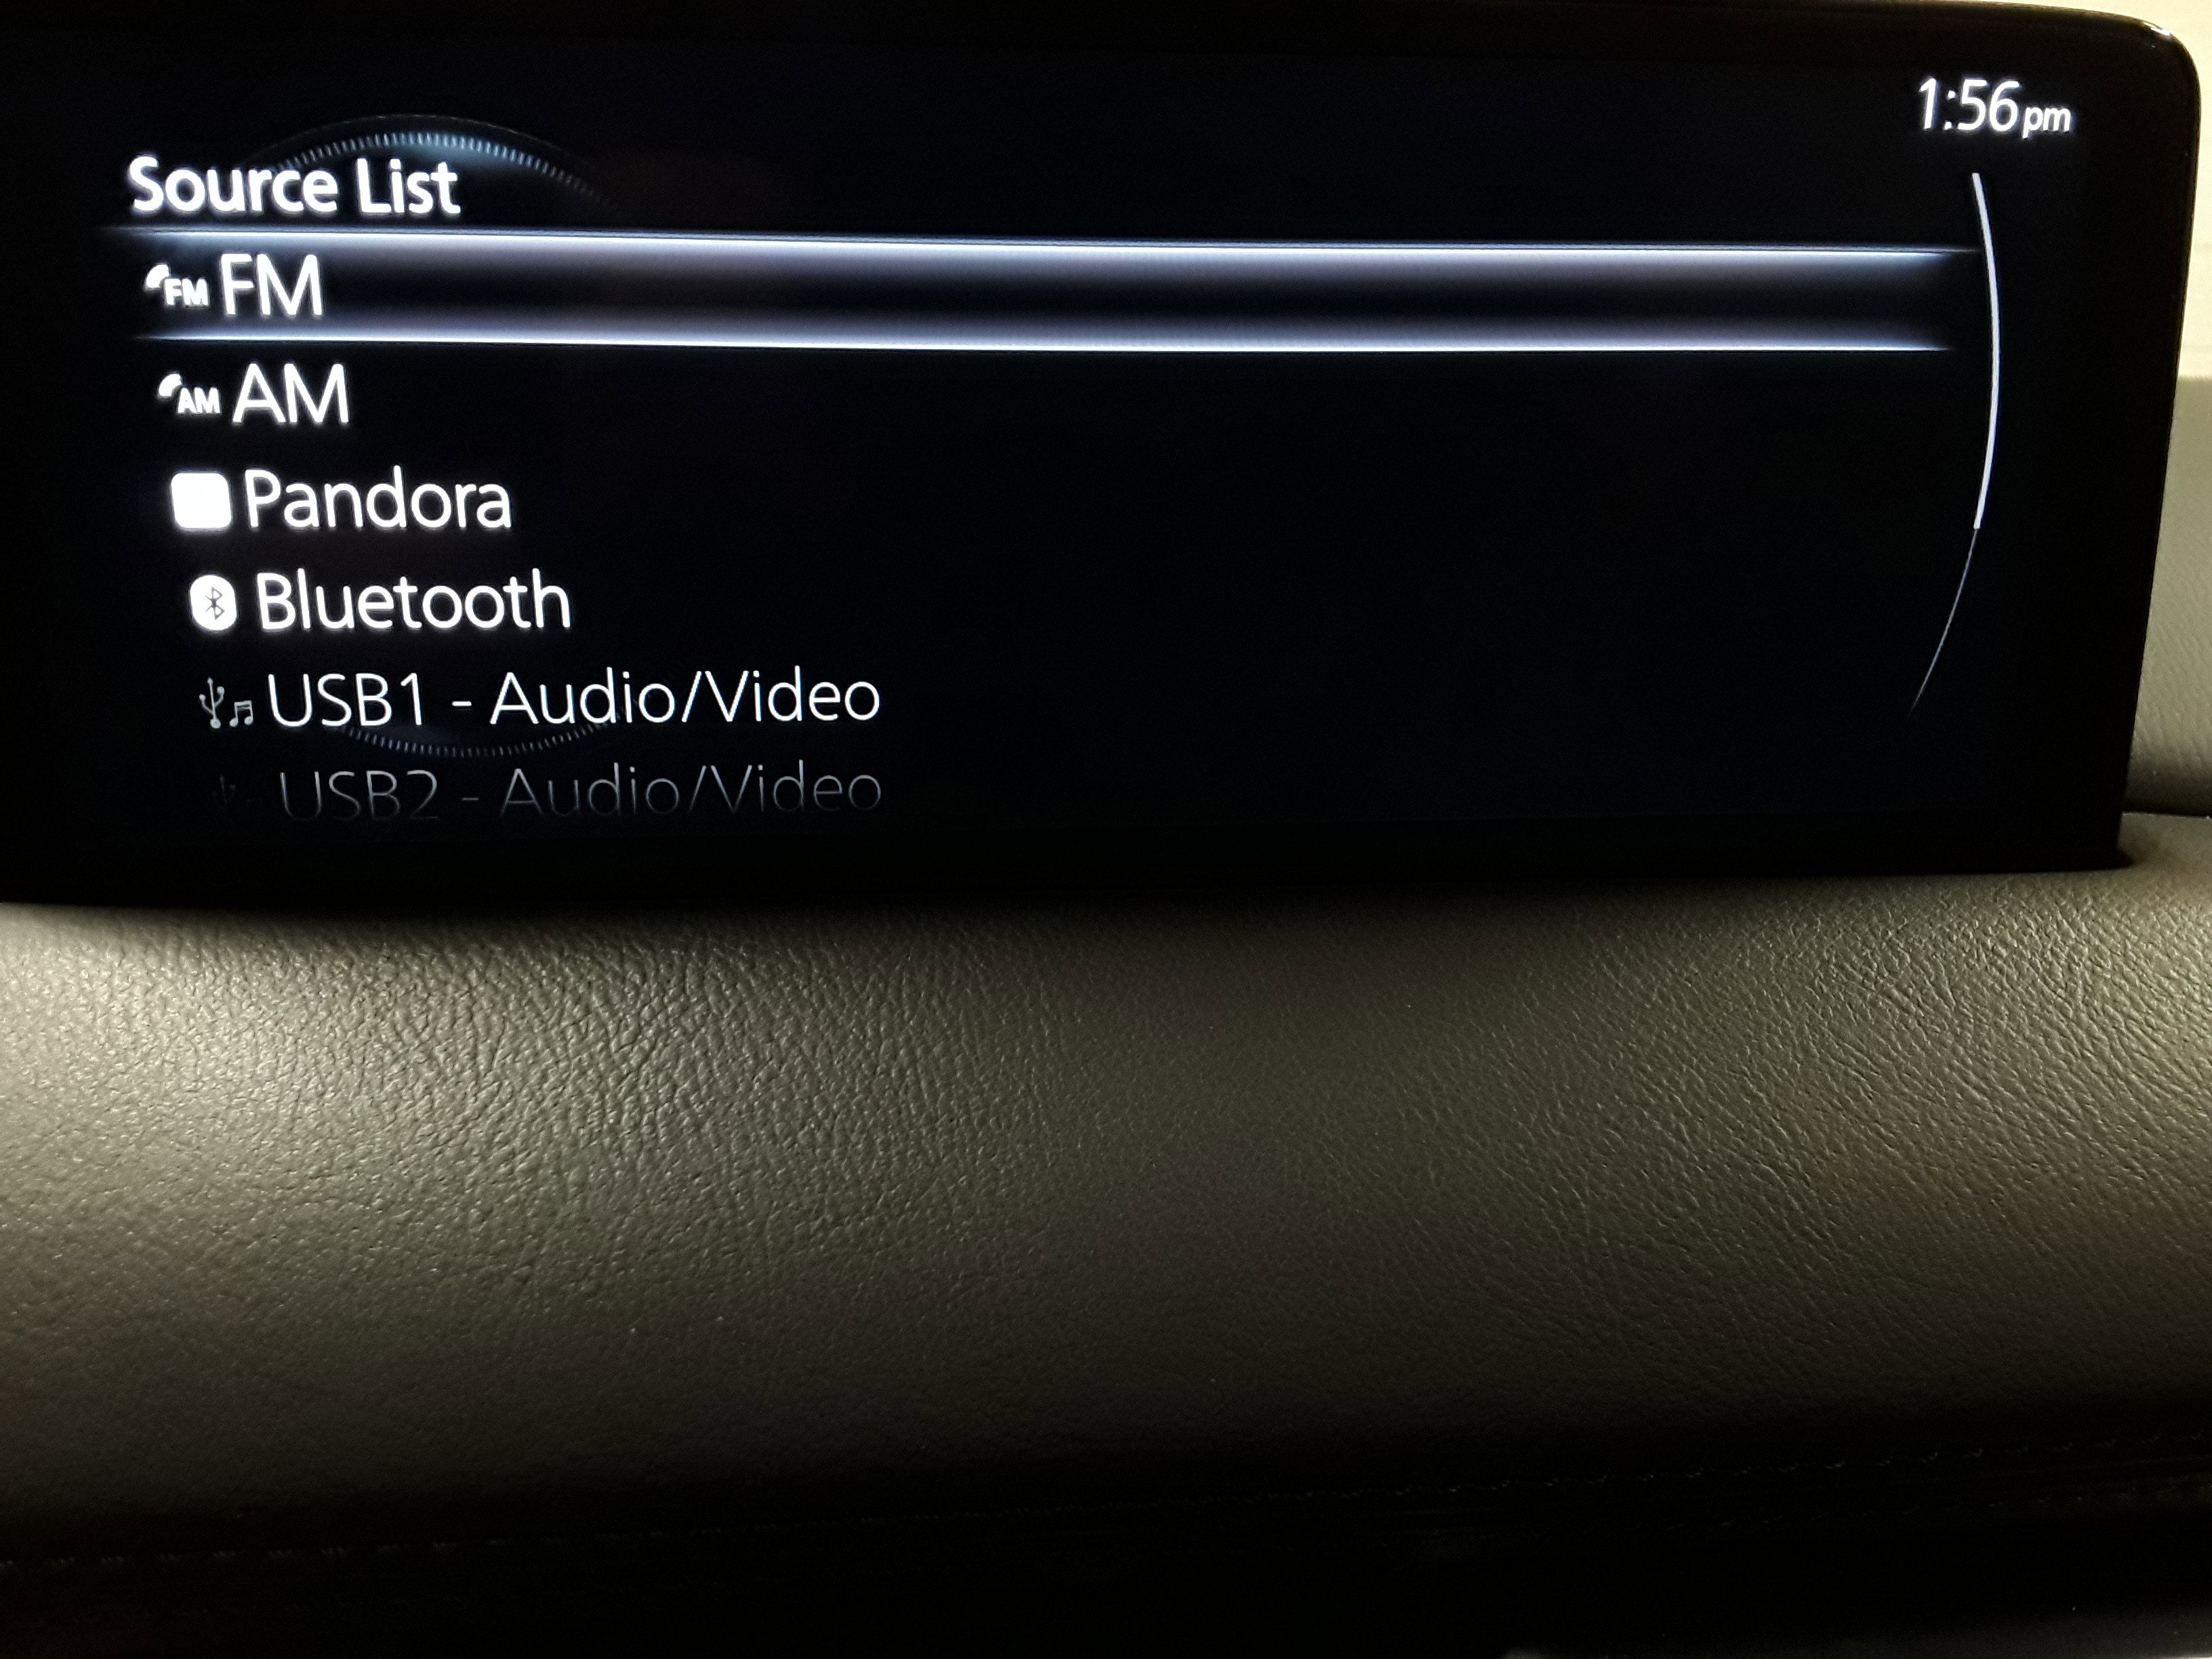 1:56pm
Source List
FM FM
AM AM
Pandora
Bluetooth
USB1 - Audio/Video
USB2 - Audio/Video